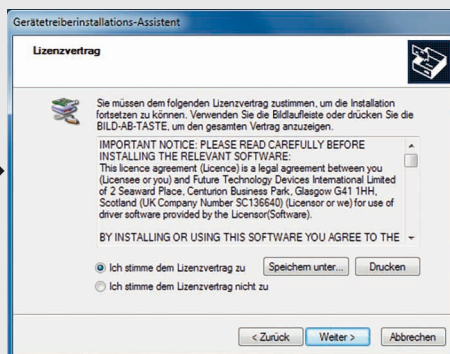 Gerätetreiberinstallations-Assistent
Lizenzvertrag
Sie müssen dem folgenden Lizenzvertrag zustimmen, um die Installation
fortsetzen zu können. Verwenden Sie die Bildlaufleiste oder drücken Sie die
BILD-AB-TASTE, um den gesamten Vertrag anzuzeigen.
IMPORTANT NOTICE: PLEASE READ CAREFULLY BEFORE
INSTALLING THE RELEVANT SOFTWARE:
This licence agreement (Licence) is a legal agreement between you
(Licensee or you) and Future Technology Devices International Limited
of 2 Seaward Place, Centurion Business Park, Glasgow G41 1HH,
Scotland (UK Company Number SC136640) (Licensor or we) for use of
driver software provided by the Licensor(Software).
BY INSTALLING OR USING THIS SOFTWARE YOU AGREE TO THE
Ich stimme dem Lizenzvertrag zu
Speichern unter...
Drucken
Ich stimme dem Lizenzvertrag nicht zu
< Zurück
Weiter >
Abbrechen